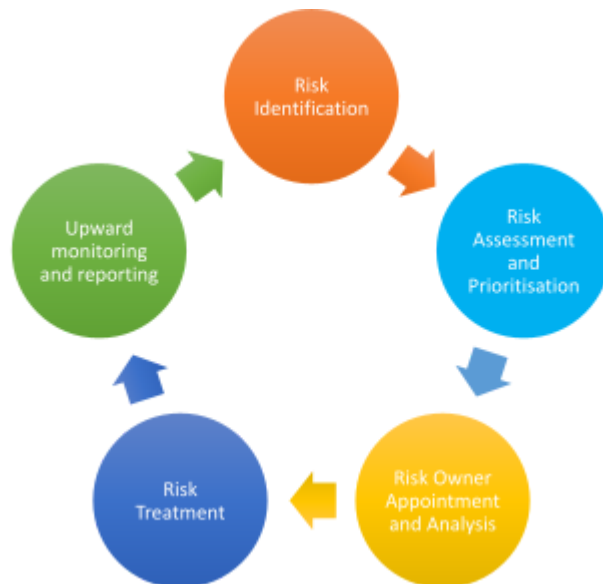 Risk
Identification
Risk
Assessment
and
Prioritisation
Risk Owner
Appointment
and Analysis
Risk
Treatment
Upward
monitoring
and reporting